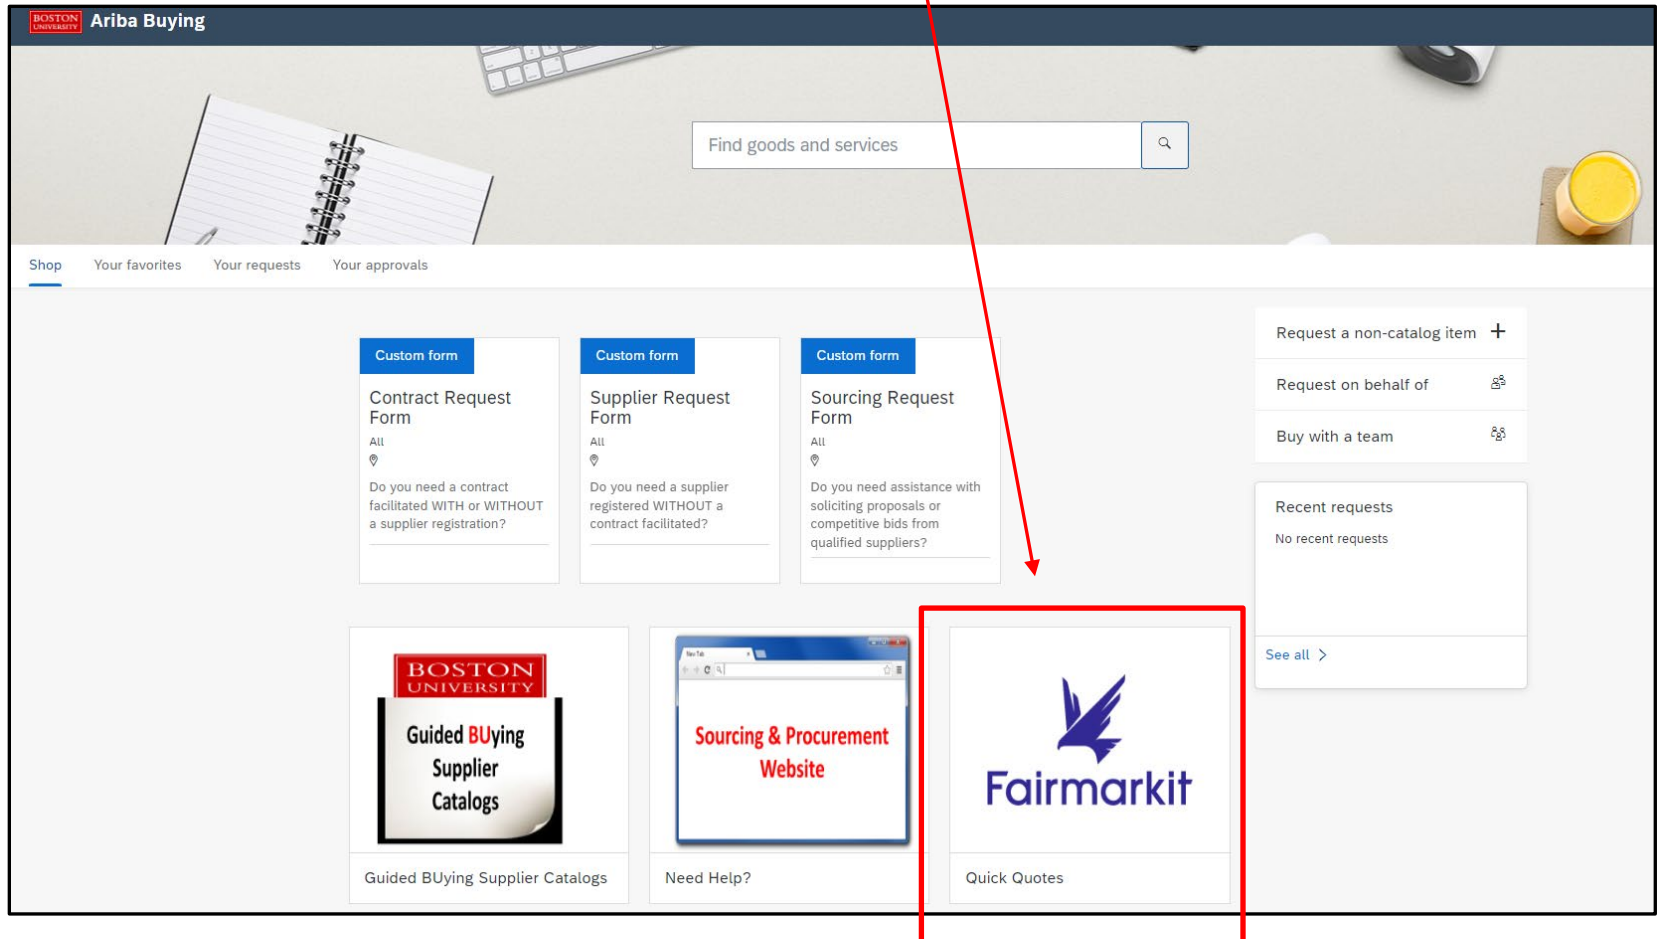 BOSTON
UNIVERSITY
Ariba Buying
Find goods and services
Shop Your favorites Your requests Your approvals
Custom form
Contract Request
Form
All
Do you need a contract
facilitated WITH or WITHOUT
a supplier registration?
Custom form
Supplier Request
Form
All
Do you need a supplier
registered WITHOUT a
contract facilitated?
Custom form
Sourcing Request
Form
All
Do you need assistance with
soliciting proposals or
competitive bids from
qualified suppliers?
Request a non-catalog item
Request on behalf of
Buy with a team
Recent requests
No recent requests
See all
BOSTON
UNIVERSITY
Guided BUying
Supplier
Catalogs
Guided BUying Supplier Catalogs
New Tab
Sourcing & Procurement
Website
Need Help?
Fairmarkit
Quick Quotes